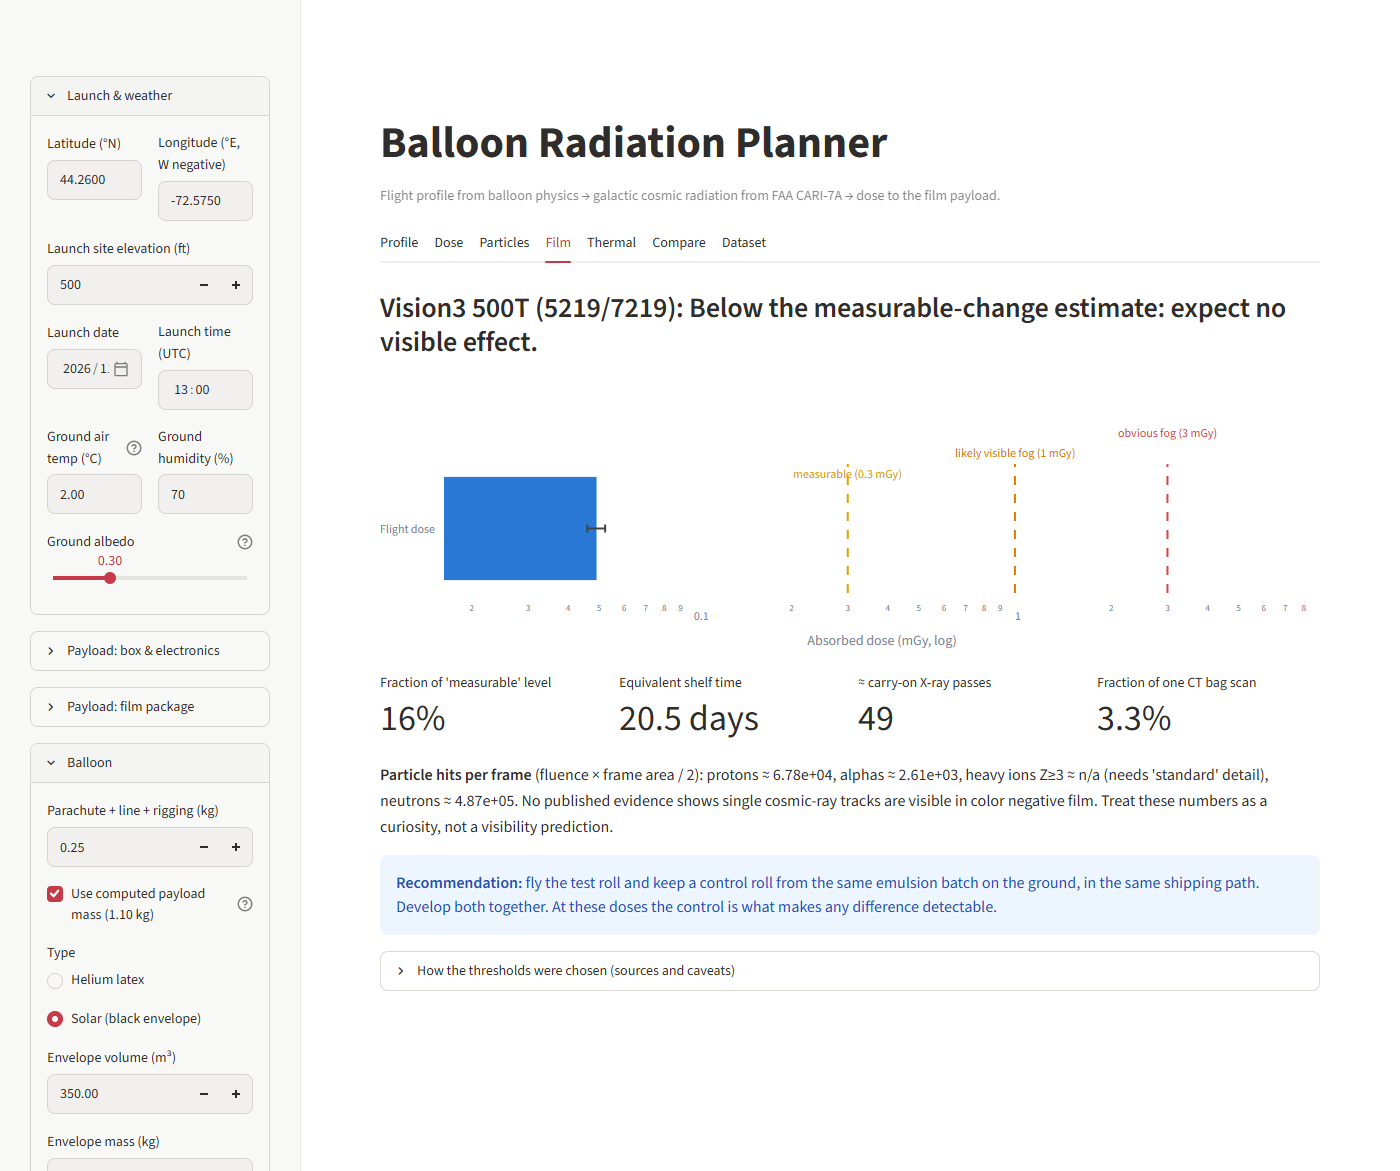 Launch & weather
Latitude (°N)
Longitude (°E,
W negative)
44.2600
-72.5750
Launch site elevation (ft)
500
Launch date
Launch time
(UTC)
2026 / 1.
13 : 00
Ground air
temp (°C)
Ground
humidity (%)
2.00
70
Ground albedo
0.30
Payload: box & electronics
Payload: film package
Balloon
Parachute + line + rigging (kg)
0.25
Use computed payload
mass (1.10 kg)
Type
Helium latex
Solar (black envelope)
Envelope volume (m³)
350.00
Envelope mass (kg)
Balloon Radiation Planner
Flight profile from balloon physics → galactic cosmic radiation from FAA CARI-7A → dose to the film payload.
Profile Dose Particles Film Thermal Compare Dataset
Vision3 500T (5219/7219): Below the measurable-change estimate: expect no
visible effect.
obvious fog (3 mGy)
likely visible fog (1 mGy)
measurable (0.3 mGy)
Flight dose
2 3 4 5 6 7 8 9 0.1 2 3 4 5 6 7 8 9 1 2 3 4 5 6 7 8
Absorbed dose (mGy, log)
Fraction of 'measurable' level
16%
Equivalent shelf time
20.5 days
≈ carry-on X-ray passes
49
Fraction of one CT bag scan
3.3%
Particle hits per frame (fluence × frame area / 2): protons ≈ 6.78e+04, alphas ≈ 2.61e+03, heavy ions Z≥3 ≈ n/a (needs 'standard' detail),
neutrons ≈ 4.87e+05. No published evidence shows single cosmic-ray tracks are visible in color negative film. Treat these numbers as a
curiosity, not a visibility prediction.
Recommendation: fly the test roll and keep a control roll from the same emulsion batch on the ground, in the same shipping path.
Develop both together. At these doses the control is what makes any difference detectable.
How the thresholds were chosen (sources and caveats)